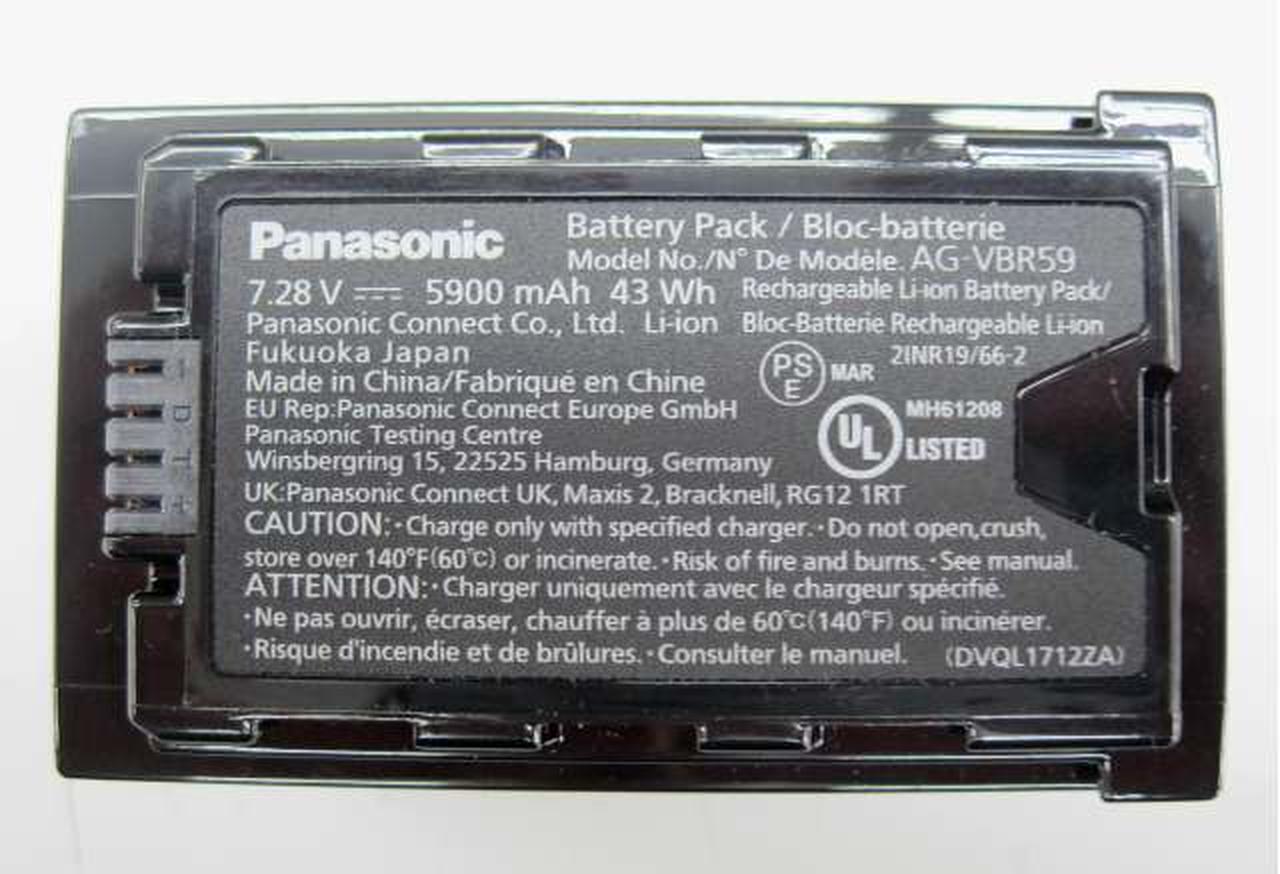 Panasonic
Battery Pack / Bloc-batterie
Model No./N° De Modèle. AG-VBR59
7.28 V ⎓ 5900 mAh 43 Wh
Rechargeable Li-ion Battery Pack/
Panasonic Connect Co., Ltd. Li-ion
Bloc-Batterie Rechargeable Li-ion
Fukuoka Japan
2INR19/66-2
PS
E
MAR
Made in China/Fabriqué en Chine
EU Rep:Panasonic Connect Europe GmbH
MH61208
UL
LISTED
Panasonic Testing Centre
Winsbergring 15, 22525 Hamburg, Germany
UK:Panasonic Connect UK, Maxis 2, Bracknell, RG12 1RT
CAUTION:·Charge only with specified charger.·Do not open,crush,
store over 140°F(60℃) or incinerate.·Risk of fire and burns.·See manual.
ATTENTION:·Charger uniquement avec le chargeur spécifié.
·Ne pas ouvrir, écraser, chauffer à plus de 60℃(140°F) ou incinérer.
·Risque d'incendie et de brûlures.·Consulter le manuel. (DVQL1712ZA)